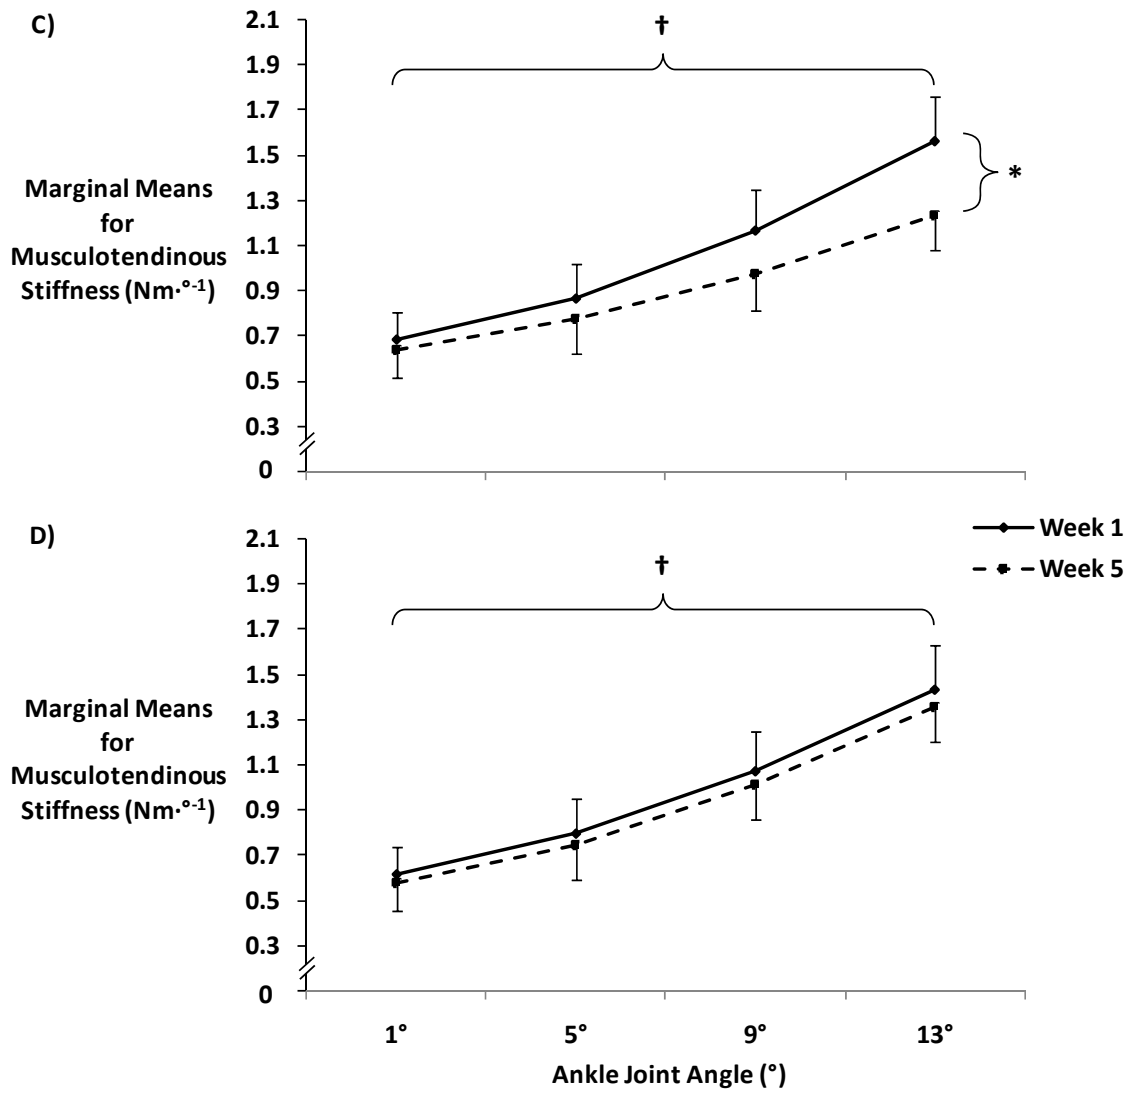 C)
†
2.1
1.9
1.7
1.5
1.3
1.1
0.9
0.7
0.5
0.3
0
Marginal Means
for
Musculotendinous
Stiffness (Nm·°⁻¹)
*
D)
†
Week 1
Week 5
2.1
1.9
1.7
1.5
1.3
1.1
0.9
0.7
0.5
0.3
0
Marginal Means
for
Musculotendinous
Stiffness (Nm·°⁻¹)
1° 5° 9° 13°
Ankle Joint Angle (°)